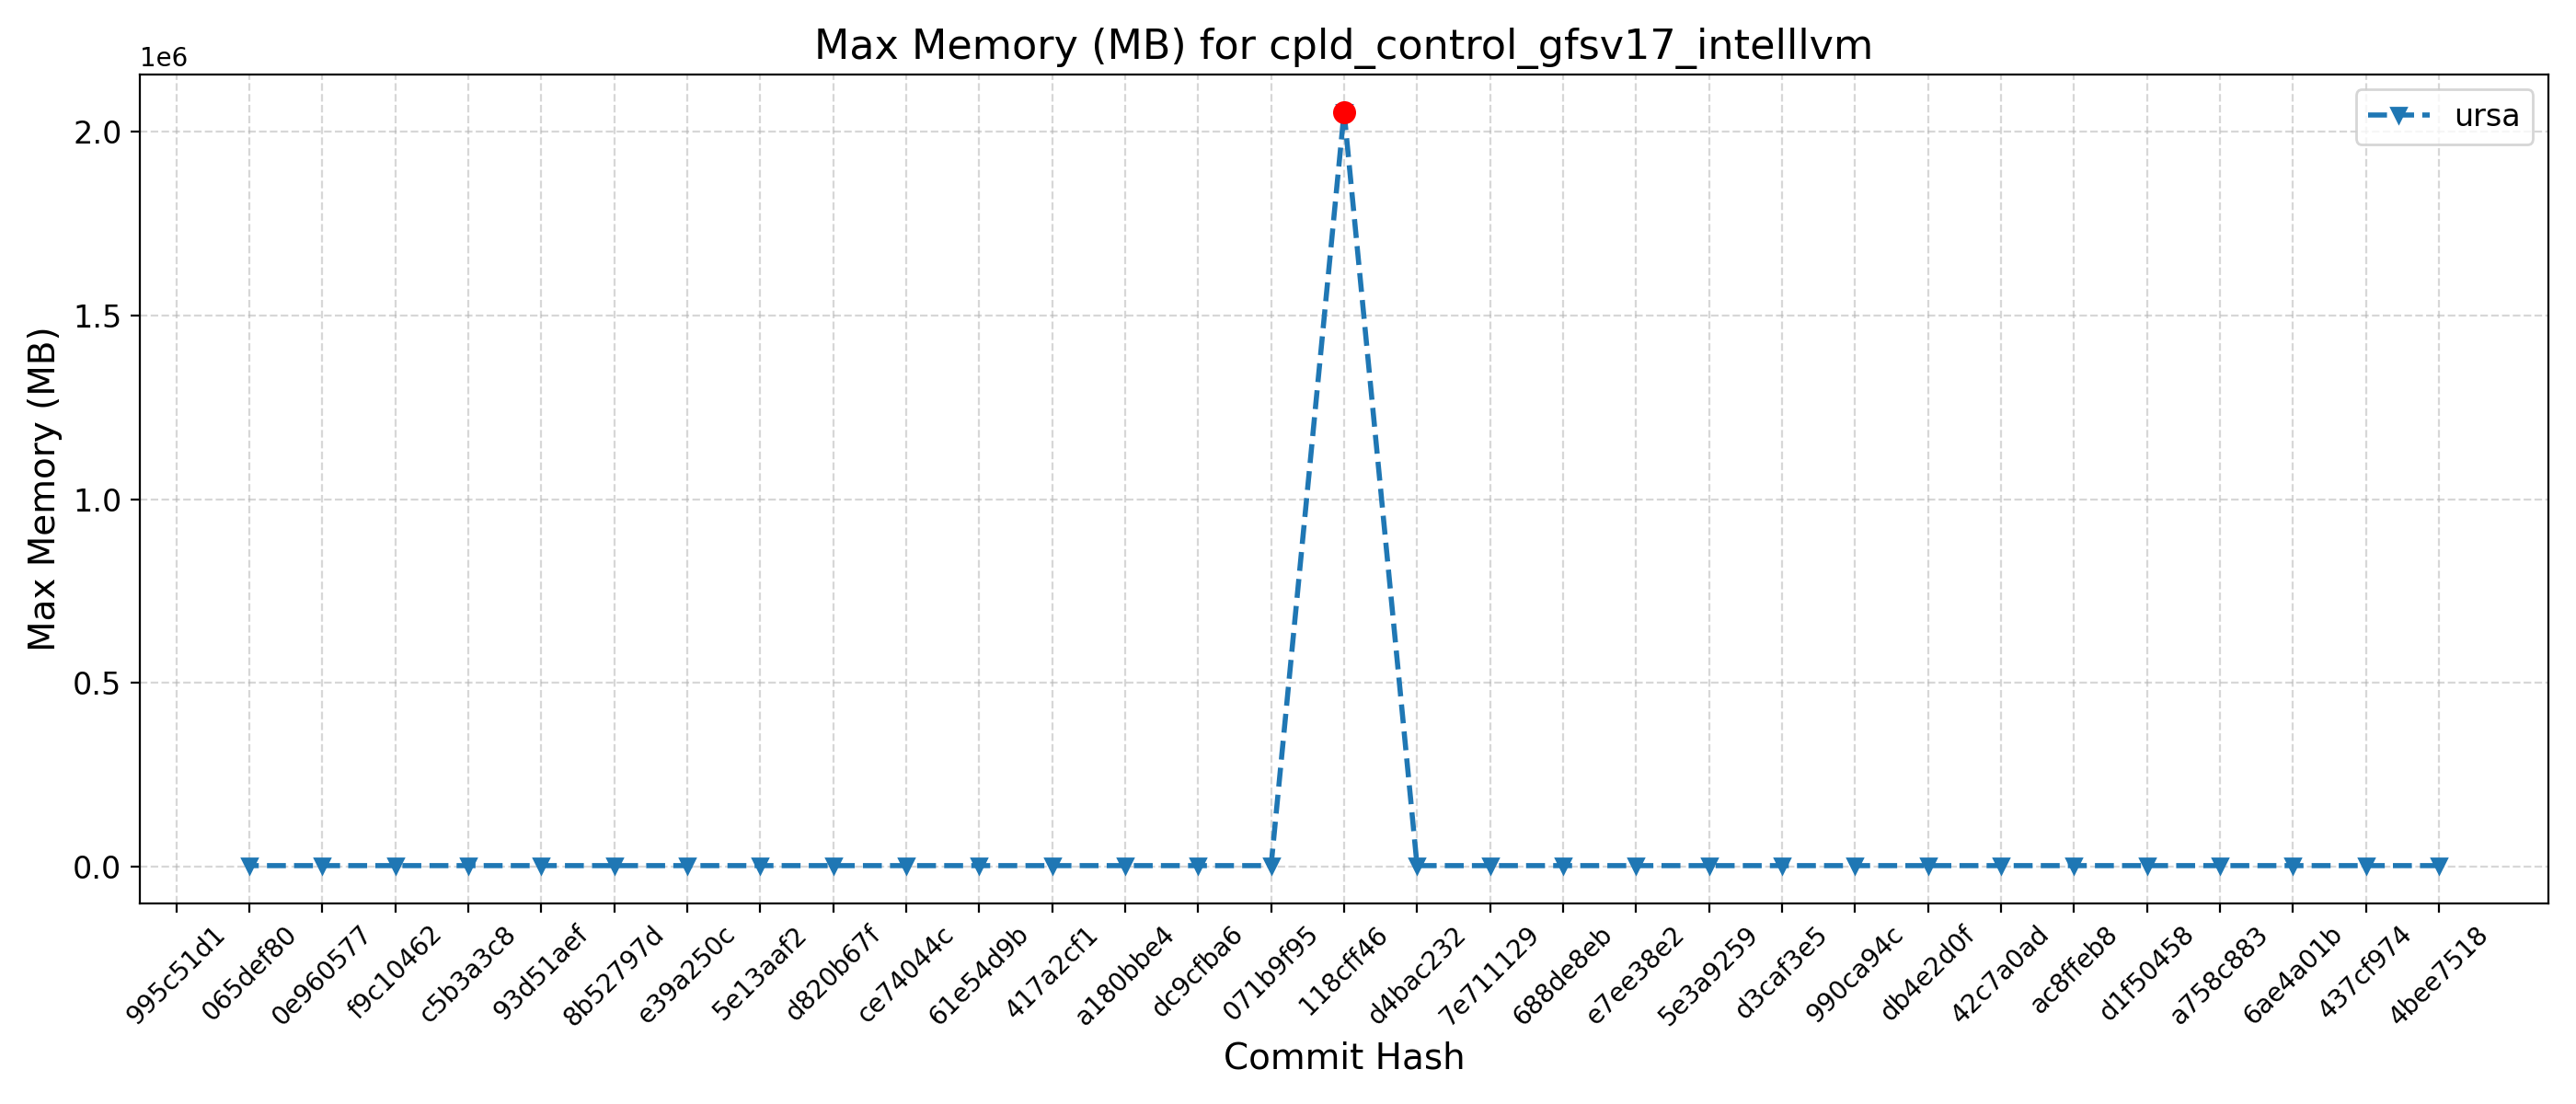 Max Memory (MB) for cpld_control_gfsv17_intelllvm
1e6
ursa
2.0
1.5
1.0
0.5
0.0
Max Memory (MB)
995c51d1
065def80
0e960577
f9c10462
c5b3a3c8
93d51aef
8b52797d
e39a250c
5e13aaf2
d820b67f
ce74044c
61e54d9b
417a2cf1
a180bbe4
dc9cfba6
071b9f95
118cff46
d4bac232
7e711129
688de8eb
e7ee38e2
5e3a9259
d3caf3e5
990ca94c
db4e2d0f
42c7a0ad
ac8ffeb8
d1f50458
a758c883
6ae4a01b
437cf974
4bee7518
Commit Hash